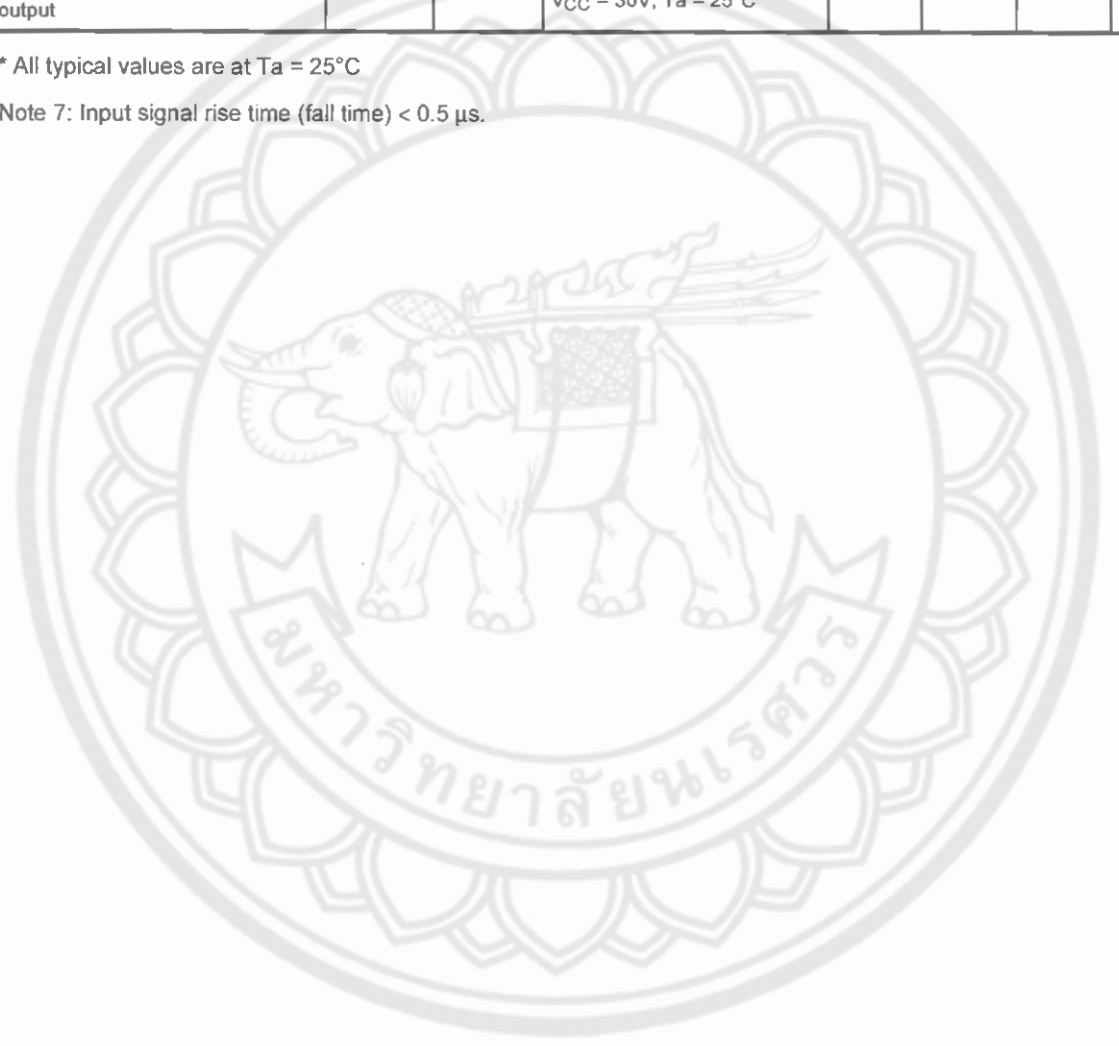 output
* All typical values are at Ta = 25°C
Note 7: Input signal rise time (fall time) < 0.5 µs.
มหาวิทยาลัยนเรศวร